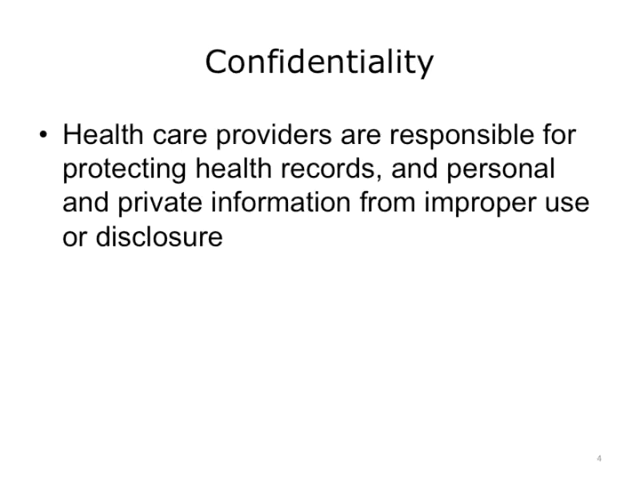 Confidentiality
• Health care providers are responsible for
protecting health records, and personal
and private information from improper use
or disclosure
4